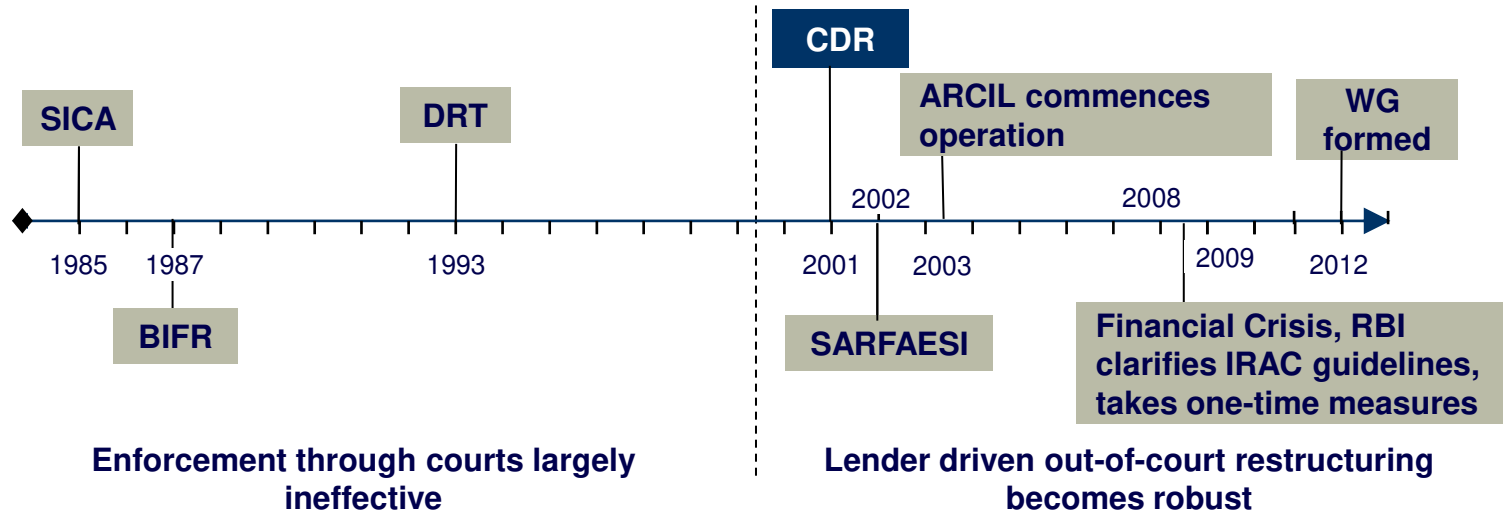 CDR
SICA
DRT
ARCIL commences
operation
WG
formed
2002
2008
1985
1987
1993
2001
2003
2009
2012
BIFR
SARFAESI
Financial Crisis, RBI
clarifies IRAC guidelines,
takes one-time measures
Enforcement through courts largely
ineffective
Lender driven out-of-court restructuring
becomes robust